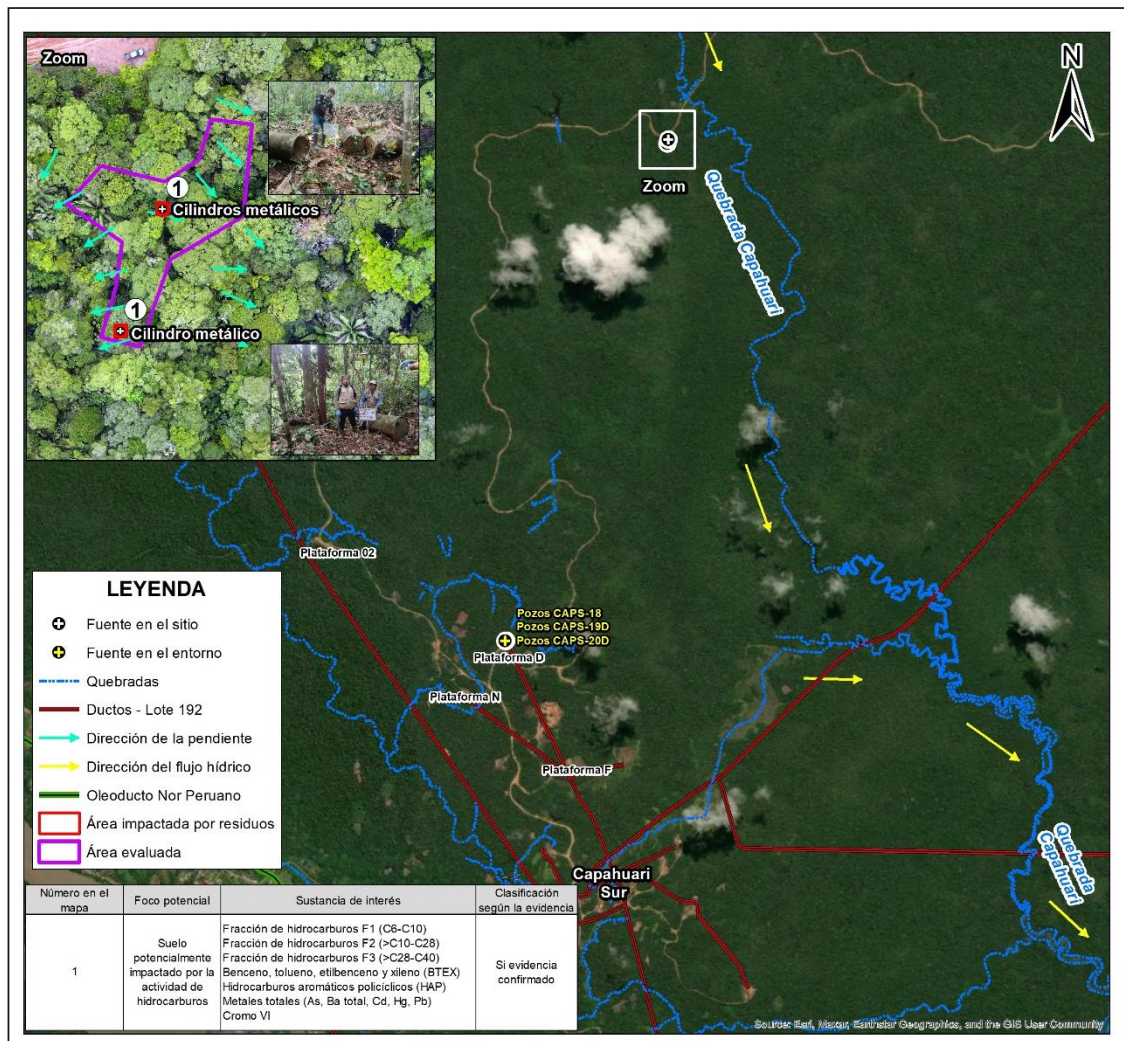 Zoom
1
Cilindros metálicos
1
Cilindro metálico
N
Zoom
Quebrada Capahuari
Plataforma 02
Pozos CAPS-18
Pozos CAPS-19D
Pozos CAPS-20D
Plataforma D
Plataforma N
Plataforma F
Capahuari
Sur
Quebrada
Capahuari
LEYENDA
Fuente en el sitio
Fuente en el entorno
Quebradas
Ductos - Lote 192
Dirección de la pendiente
Dirección del flujo hídrico
Oleoducto Nor Peruano
Área impactada por residuos
Área evaluada
Número en el
mapa
Foco potencial
Sustancia de interés
Clasificación
según la evidencia
1
Suelo
potencialmente
impactado por la
actividad de
hidrocarburos
Fracción de hidrocarburos F1 (C6-C10)
Fracción de hidrocarburos F2 (>C10-C28)
Fracción de hidrocarburos F3 (>C28-C40)
Benceno, tolueno, etilbenceno y xileno (BTEX)
Hidrocarburos aromáticos policíclicos (HAP)
Metales totales (As, Ba total, Cd, Hg, Pb)
Cromo VI
Si evidencia
confirmado
Source: Esri, Maxar, Earthstar Geographics, and the GIS User Community